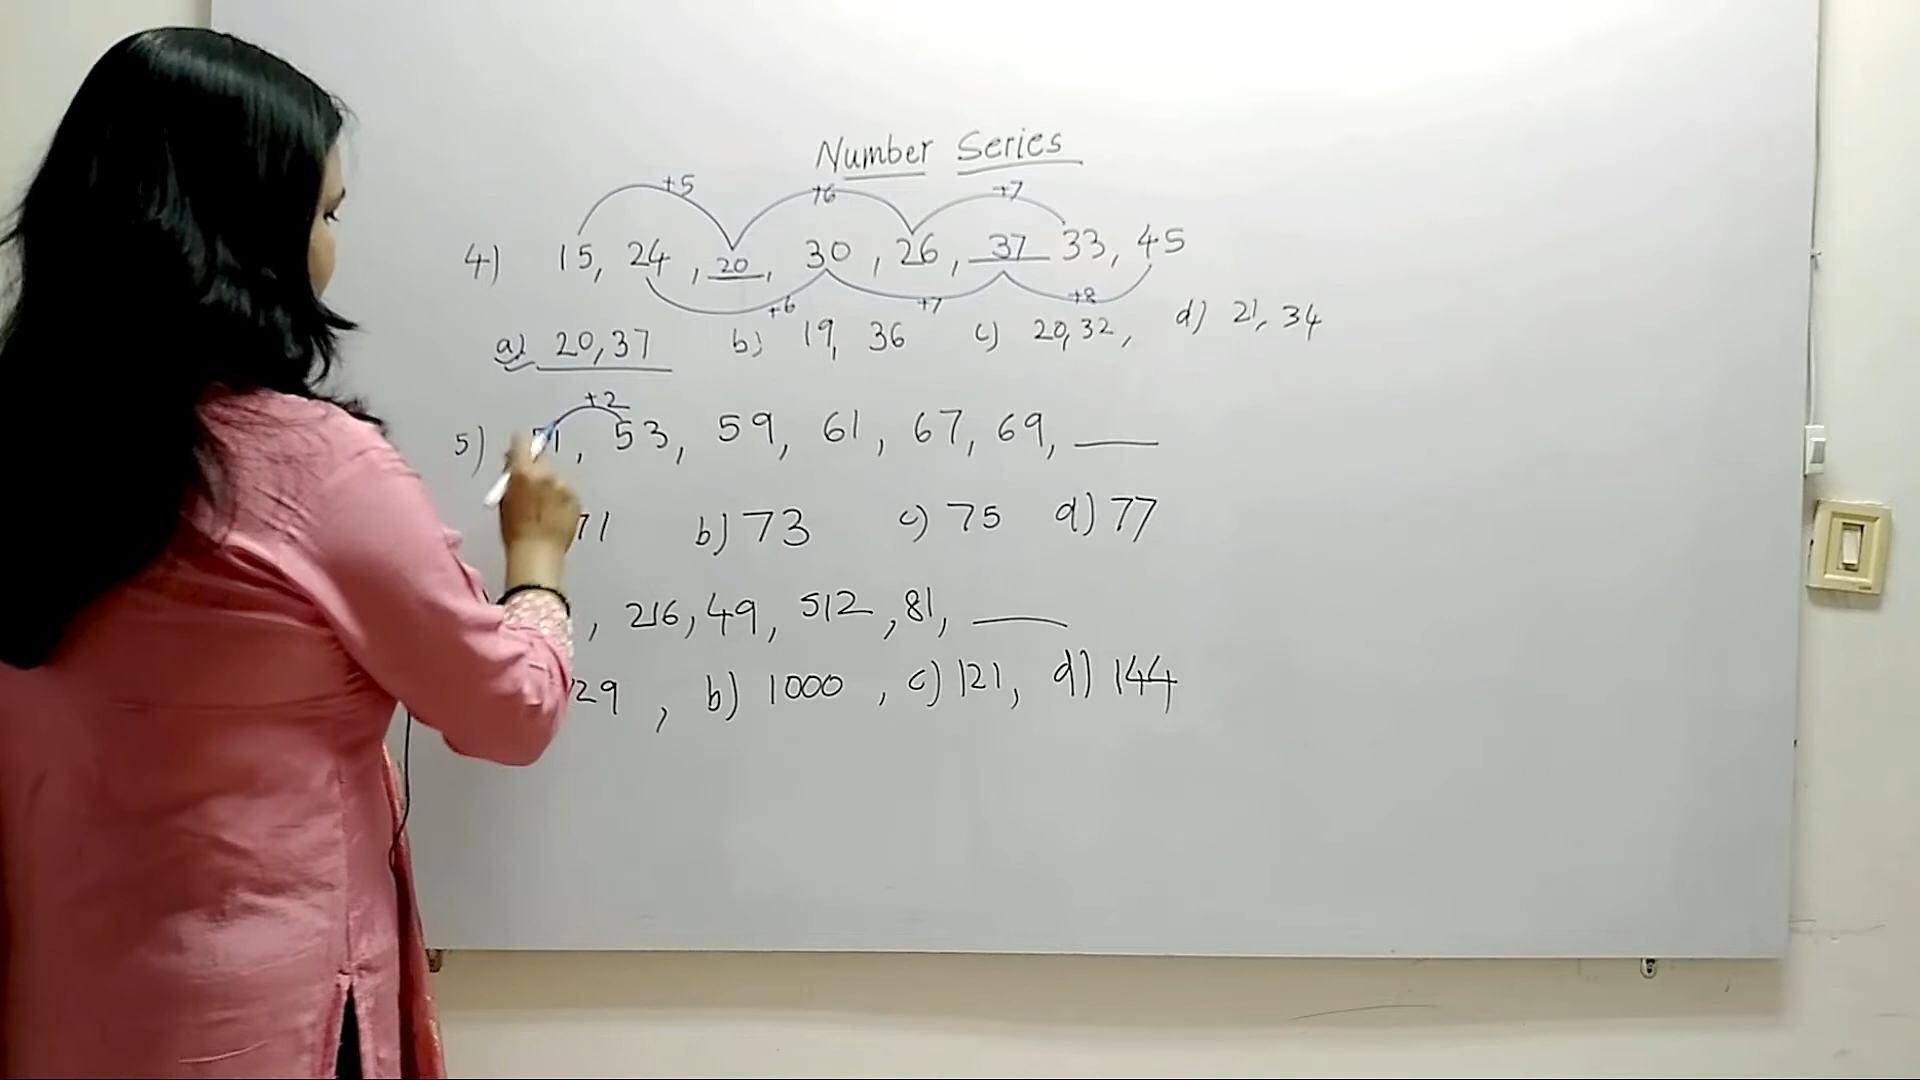 Number Series
+5 +6 +7
4) 15, 24, 20, 30, 26, 37 33, 45
+6 +7 +8
a) 20,37 b) 19, 36 c) 20,32, d) 21, 34
+2
5) 53, 59, 61, 67, 69, ___
71 b) 73 c) 75 d) 77
, 216, 49, 512, 81, ___
29, b) 1000, c) 121, d) 144